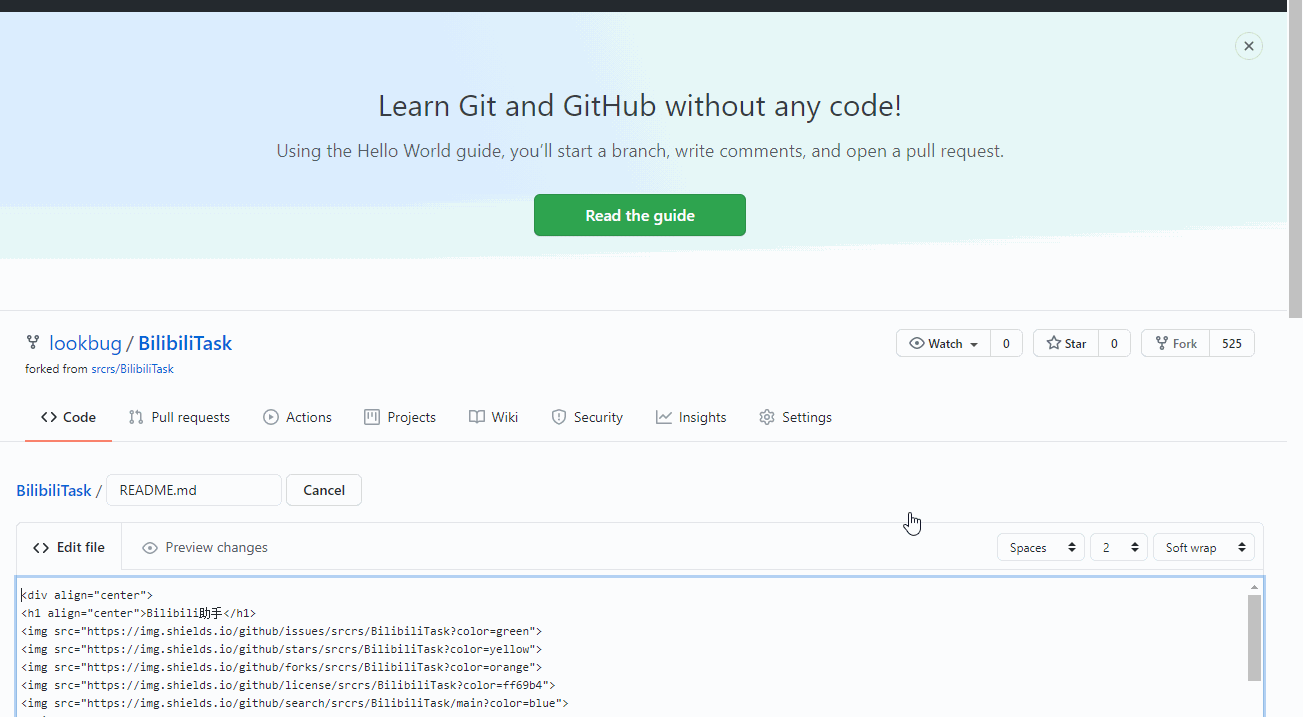 Learn Git and GitHub without any code!
Using the Hello World guide, you’ll start a branch, write comments, and open a pull request.
Read the guide
lookbug / BilibiliTask
Watch 0 Star 0 Fork 525
forked from srcrs/BilibiliTask
Code Pull requests Actions Projects Wiki Security Insights Settings
BilibiliTask / README.md Cancel
Edit file Preview changes Spaces 2 Soft wrap
<div align="center">
<h1 align="center">Bilibili助手</h1>
<img src="https://img.shields.io/github/issues/srcrs/BilibiliTask?color=green">
<img src="https://img.shields.io/github/stars/srcrs/BilibiliTask?color=yellow">
<img src="https://img.shields.io/github/forks/srcrs/BilibiliTask?color=orange">
<img src="https://img.shields.io/github/license/srcrs/BilibiliTask?color=ff69b4">
<img src="https://img.shields.io/github/search/srcrs/BilibiliTask/main?color=blue">